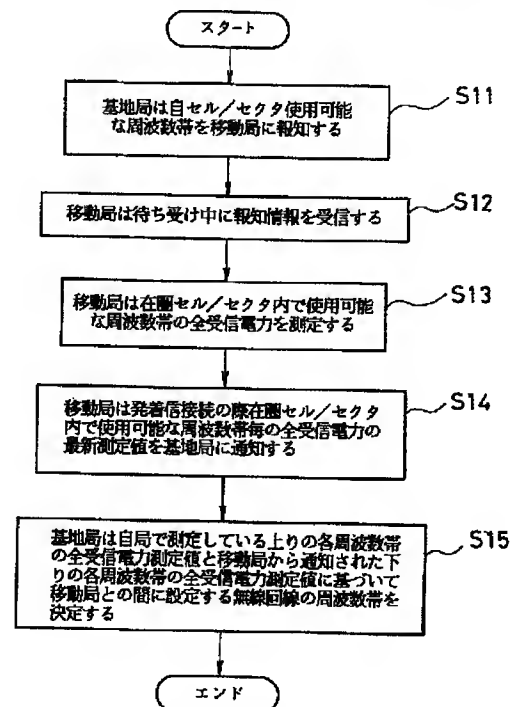 スタート
基地局は自セル／セクタ使用可能
な周波数帯を移動局に報知する
S11
移動局は待ち受け中に報知情報を受信する
S12
移動局は在圏セル／セクタ内で使用可能
な周波数帯の全受信電力を測定する
S13
移動局は発着信接続の際在圏セル／セクタ
内で使用可能な周波数帯毎の全受信電力の
最新測定値を基地局に通知する
S14
基地局は自局で測定している上りの各周波数帯
の全受信電力測定値と移動局から通知された下
りの各周波数帯の全受信電力測定値に基づいて
移動局との間に設定する無線回線の周波数帯を
決定する
S15
エンド